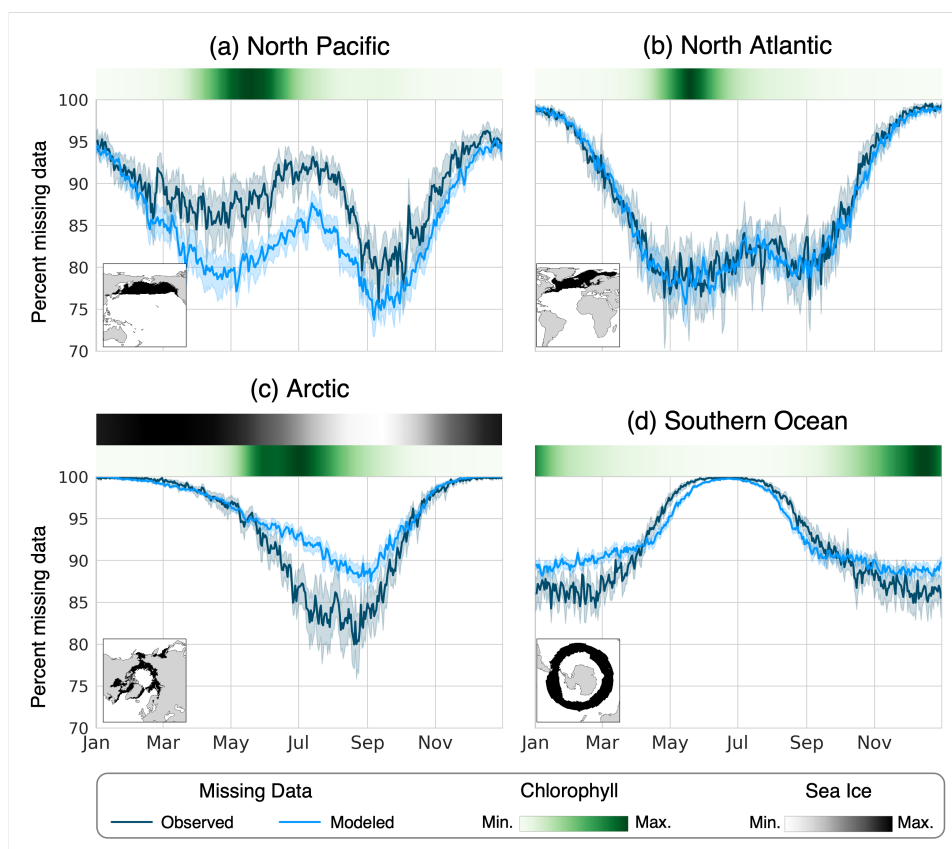 (a) North Pacific
(b) North Atlantic
Percent missing data
100
95
90
85
80
75
70
(c) Arctic
(d) Southern Ocean
Percent missing data
100
95
90
85
80
75
70
Jan Mar May Jul Sep Nov
Jan Mar May Jul Sep Nov
Missing Data Chlorophyll Sea Ice
Observed Modeled Min. Max. Min. Max.